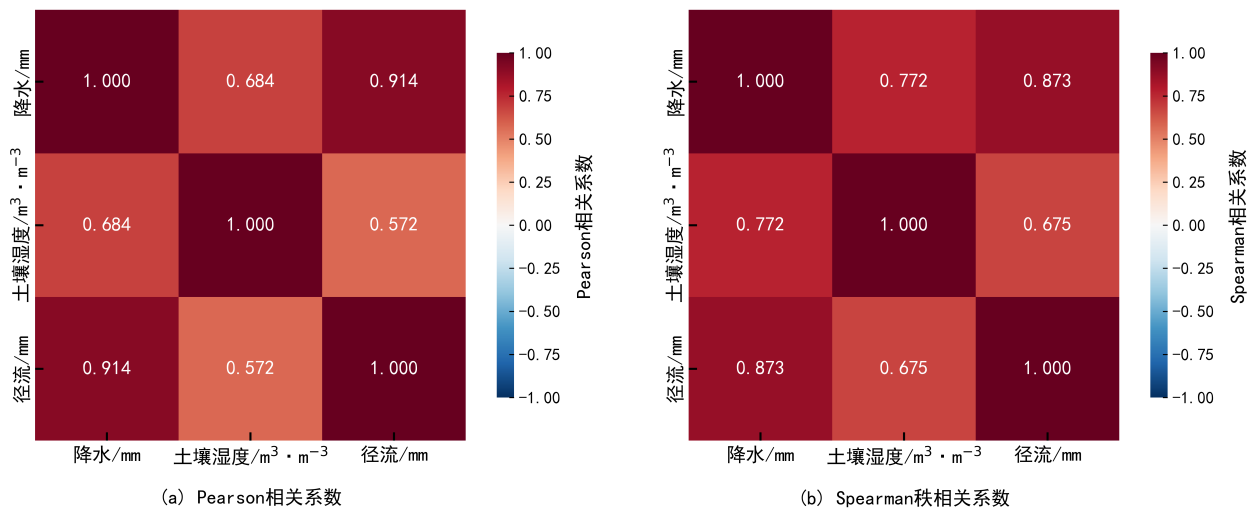 降水/mm
1.000
0.684
0.914
土壤湿度/m³·m⁻³
0.684
1.000
0.572
径流/mm
0.914
0.572
1.000
降水/mm
土壤湿度/m³·m⁻³
径流/mm
1.00
0.75
0.50
0.25
0.00
−0.25
−0.50
−0.75
−1.00
Pearson相关系数
(a) Pearson相关系数
降水/mm
1.000
0.772
0.873
土壤湿度/m³·m⁻³
0.772
1.000
0.675
径流/mm
0.873
0.675
1.000
降水/mm
土壤湿度/m³·m⁻³
径流/mm
1.00
0.75
0.50
0.25
0.00
−0.25
−0.50
−0.75
−1.00
Spearman相关系数
(b) Spearman秩相关系数